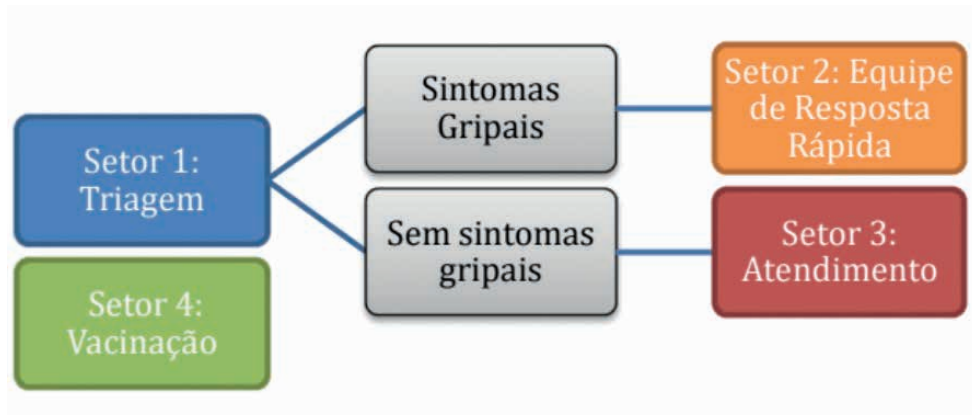 Setor 1:
Triagem
Sintomas
Gripais
Setor 2: Equipe
de Resposta
Rápida
Sem sintomas
gripais
Setor 3:
Atendimento
Setor 4:
Vacinação